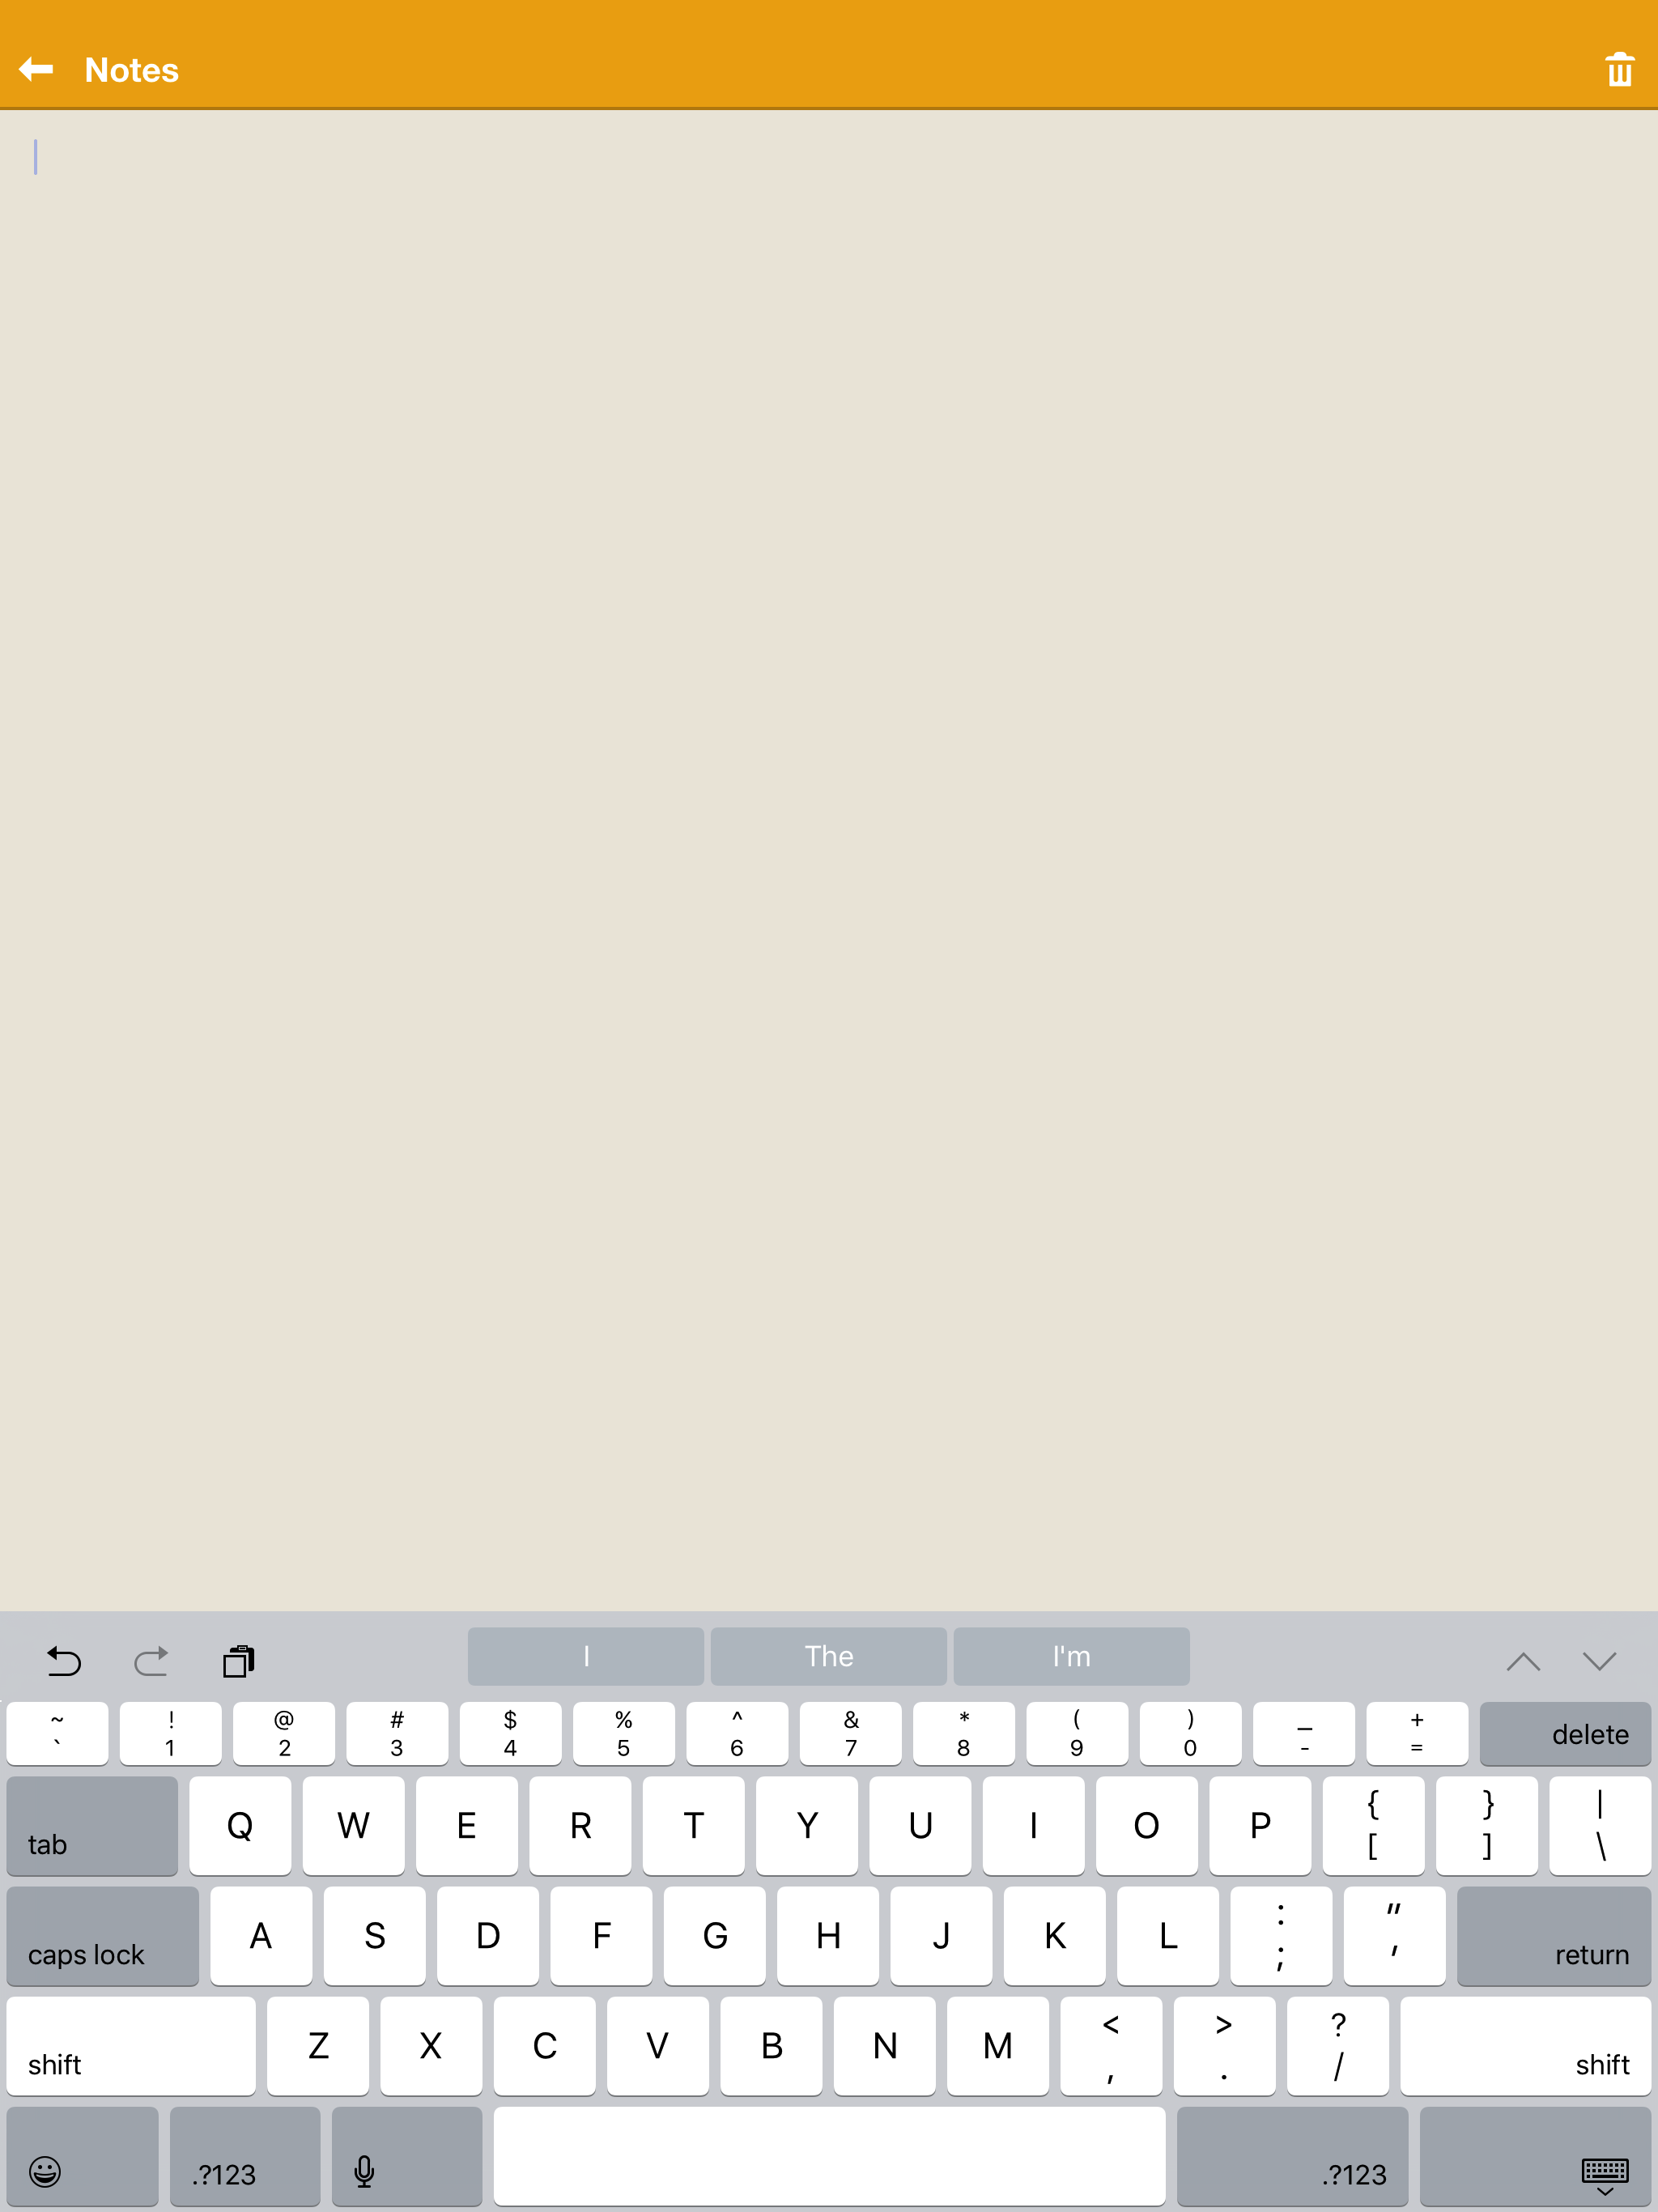 Notes
I The I'm
~ ! @ # $ % ^ & * ( ) _ +
` 1 2 3 4 5 6 7 8 9 0 - = delete
tab Q W E R T Y U I O P { [ } ] | \
caps lock A S D F G H J K L : ; " ' return
shift Z X C V B N M < , > . ? / shift
.?123 .?123